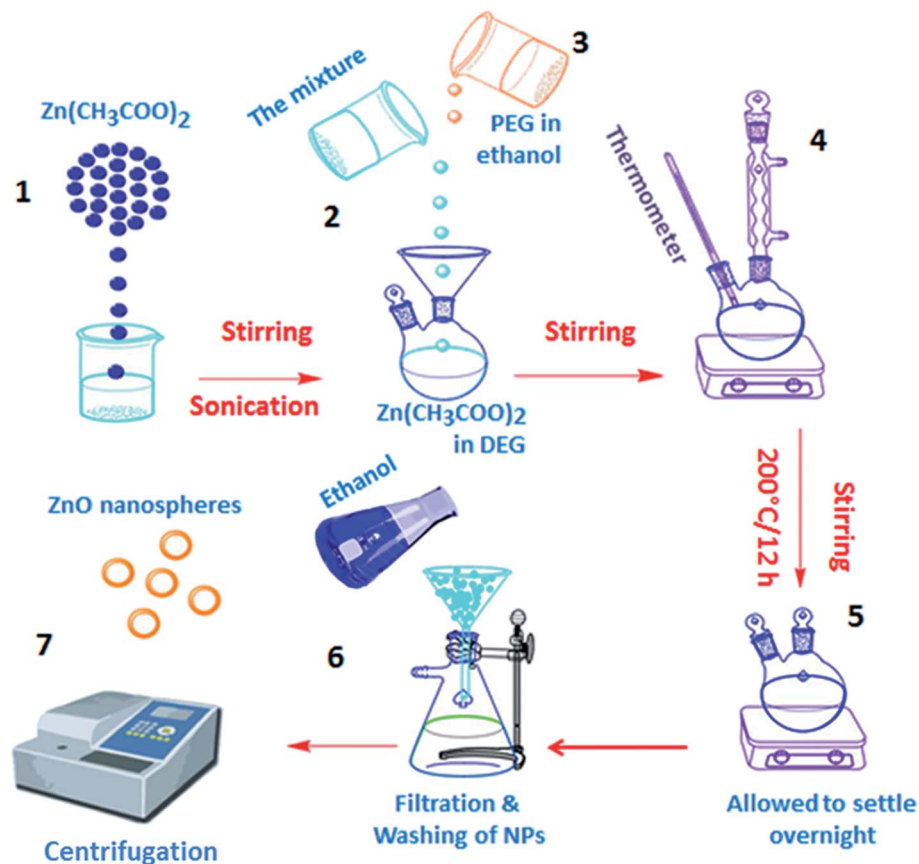 1
Zn(CH₃COO)₂
The mixture
2
3
PEG in
ethanol
4
Thermometer
Stirring
Sonication
Zn(CH₃COO)₂
in DEG
Stirring
200°C/12 h
Stirring
5
Allowed to settle
overnight
Ethanol
6
Filtration &
Washing of NPs
ZnO nanospheres
7
Centrifugation